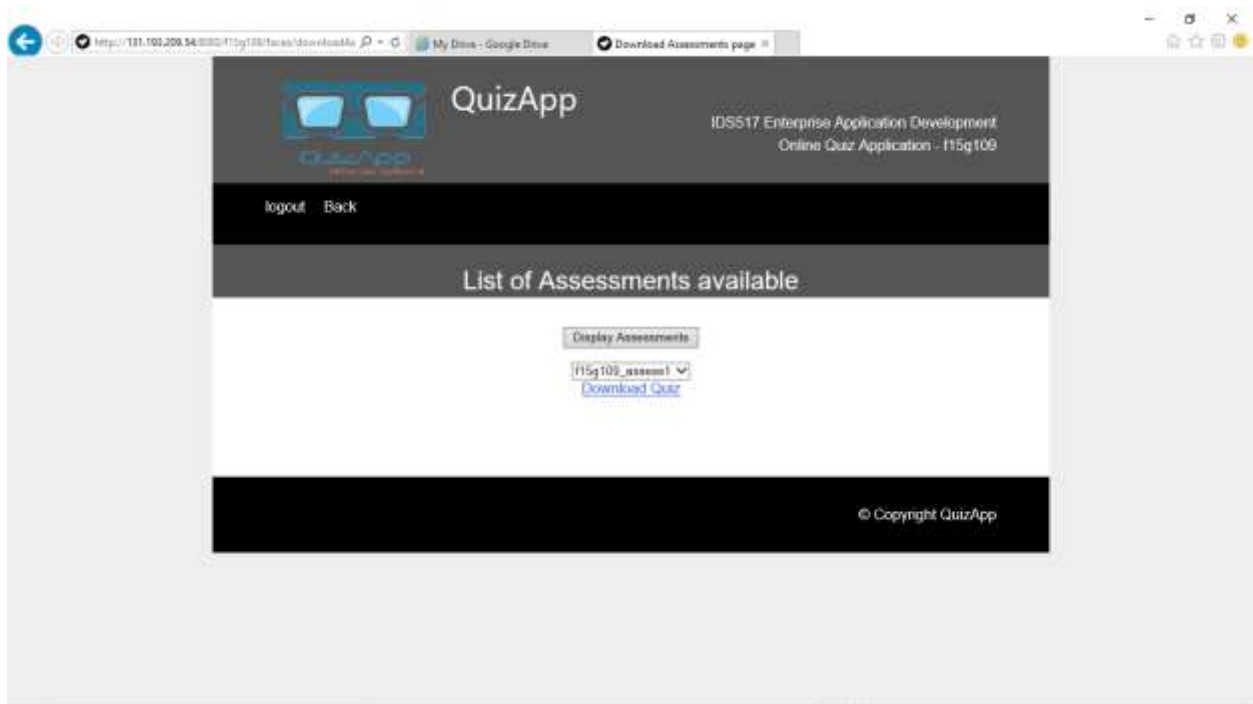 My Drive - Google Drive
Download Assessments page
QuizApp
IDS517 Enterprise Application Development
Online Quiz Application - f15g109
QuizApp
logout Back
List of Assessments available
Display Assessments
f15g109_assess1
Download Quiz
© Copyright QuizApp